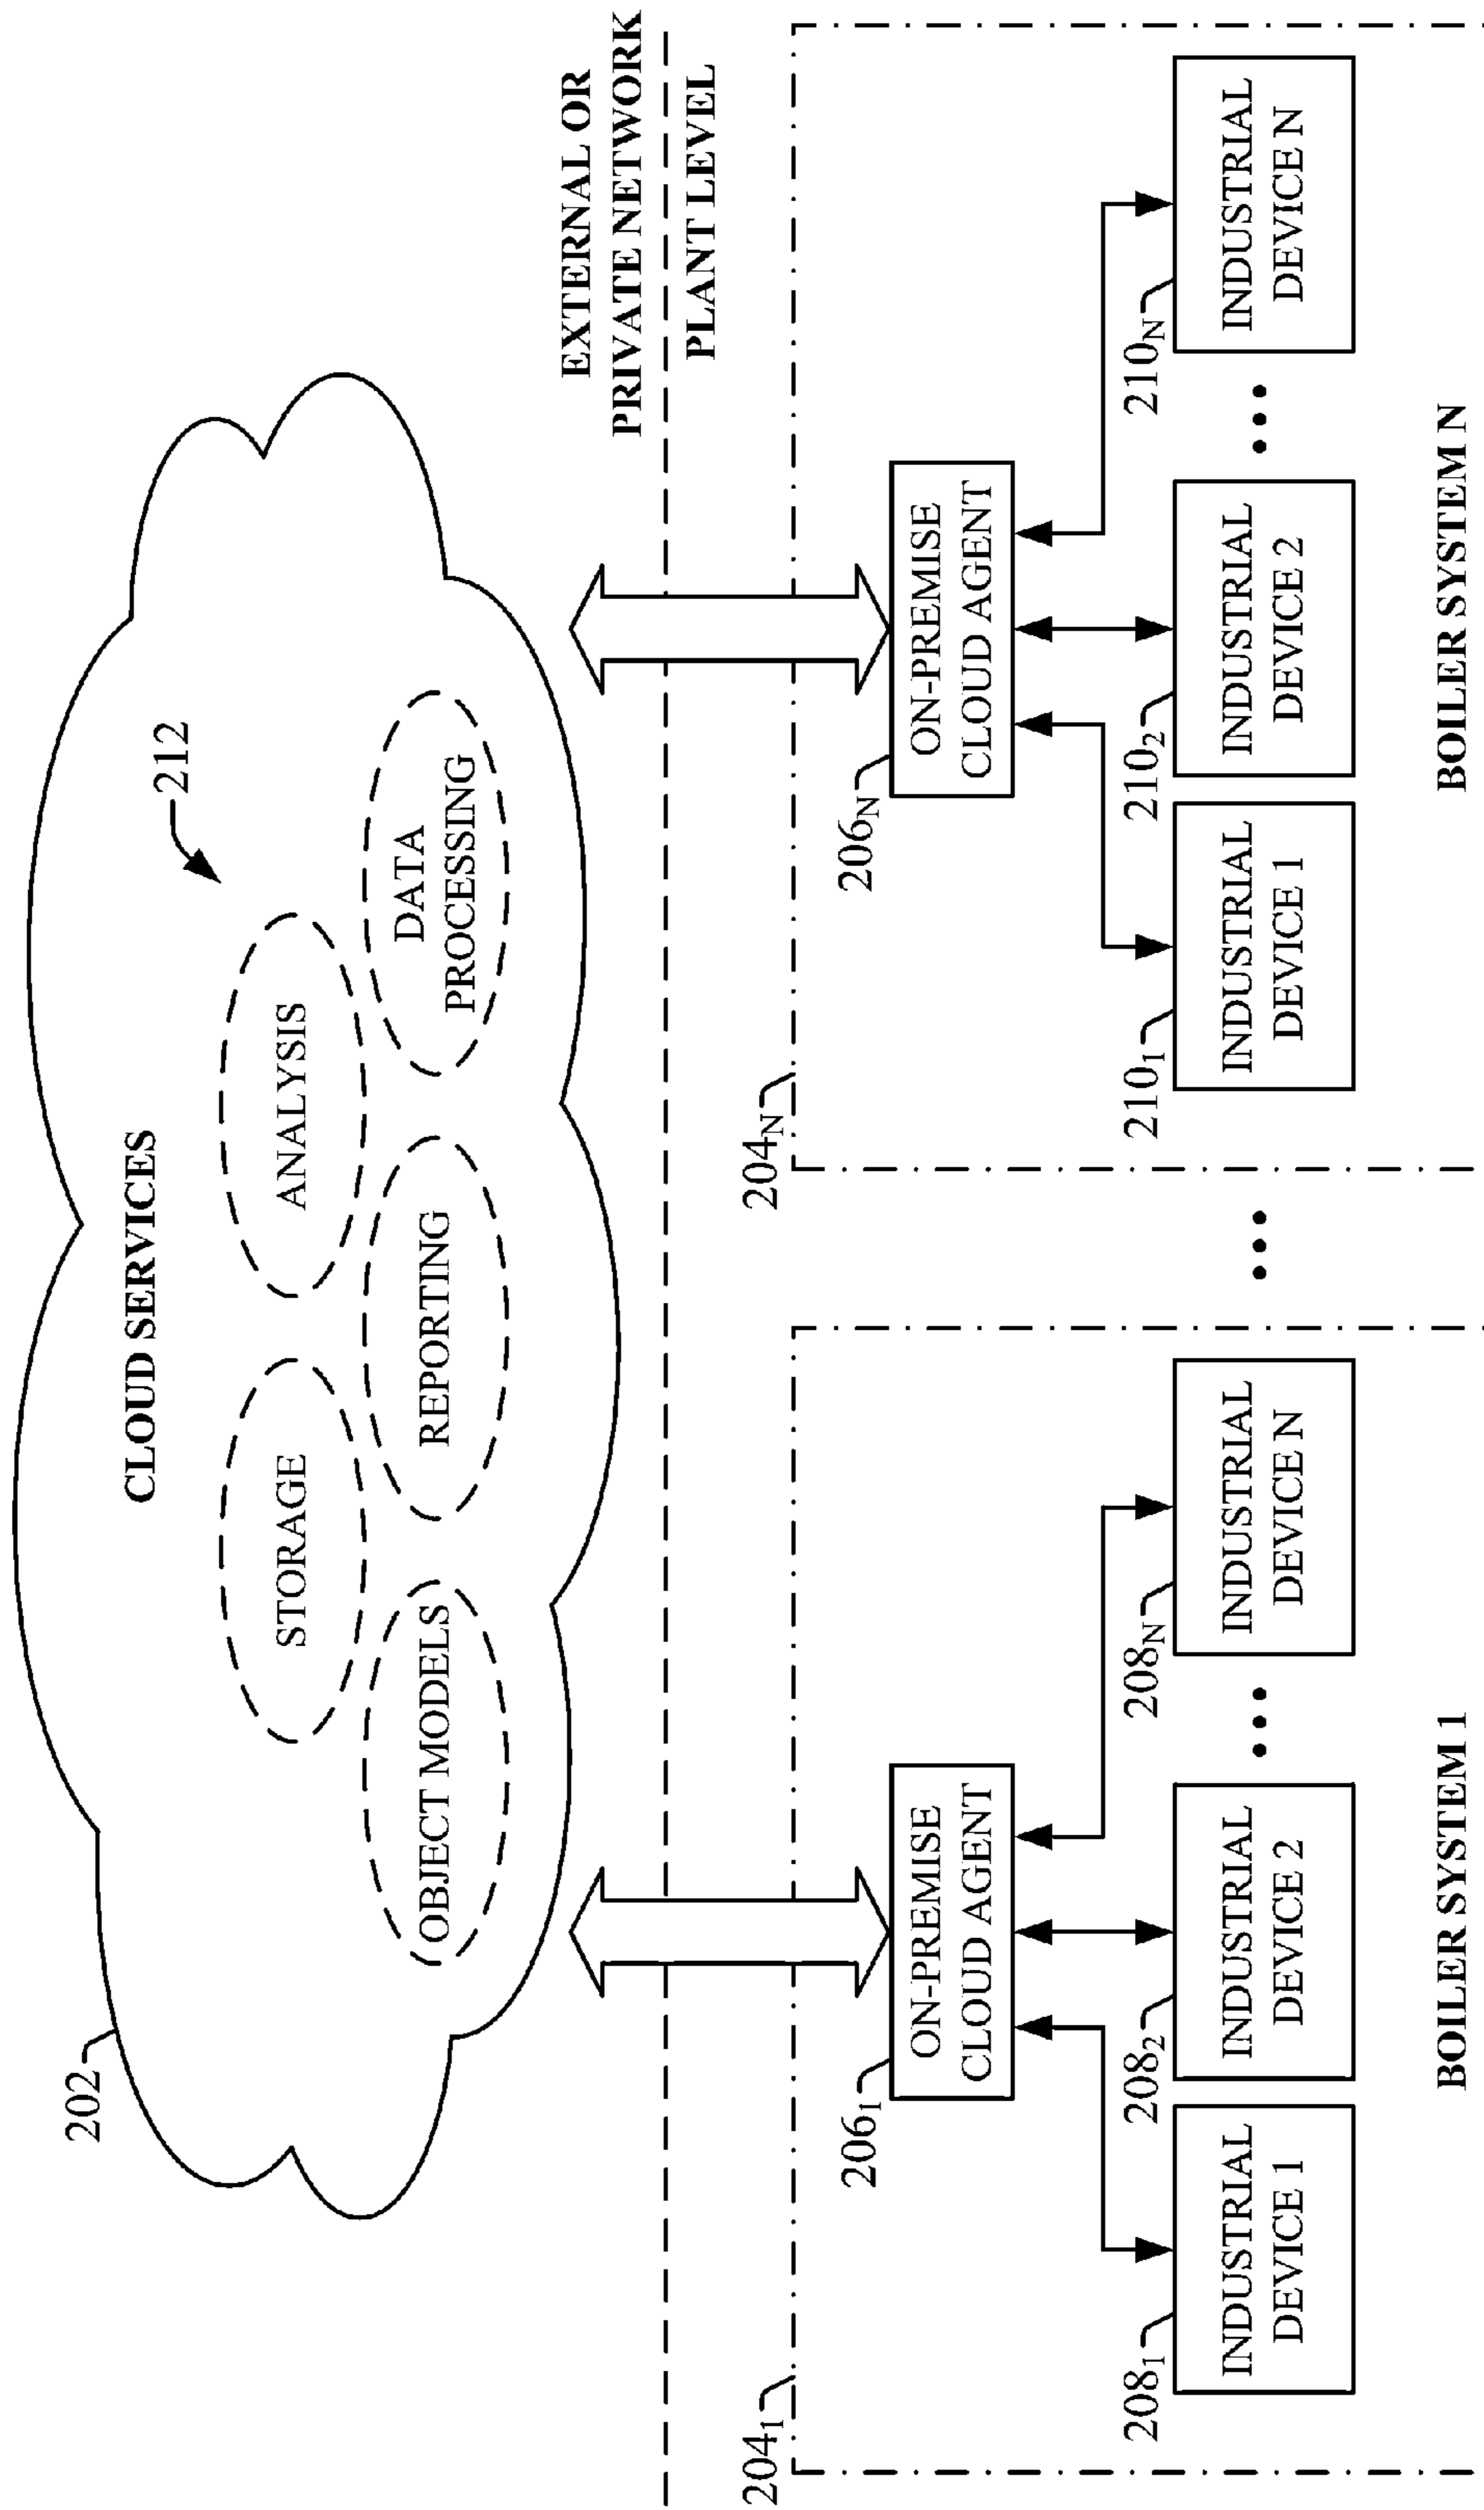 202
CLOUD SERVICES
212
STORAGE
ANALYSIS
OBJECT MODELS
REPORTING
DATA
PROCESSING
EXTERNAL OR
PRIVATE NETWORK
PLANT LEVEL
204₁
206₁
ON-PREMISE
CLOUD AGENT
208₁
INDUSTRIAL
DEVICE 1
208₂
INDUSTRIAL
DEVICE 2
...
208N
INDUSTRIAL
DEVICE N
BOILER SYSTEM 1
...
204N
206N
ON-PREMISE
CLOUD AGENT
210₁
INDUSTRIAL
DEVICE 1
210₂
INDUSTRIAL
DEVICE 2
...
210N
INDUSTRIAL
DEVICE N
BOILER SYSTEM N